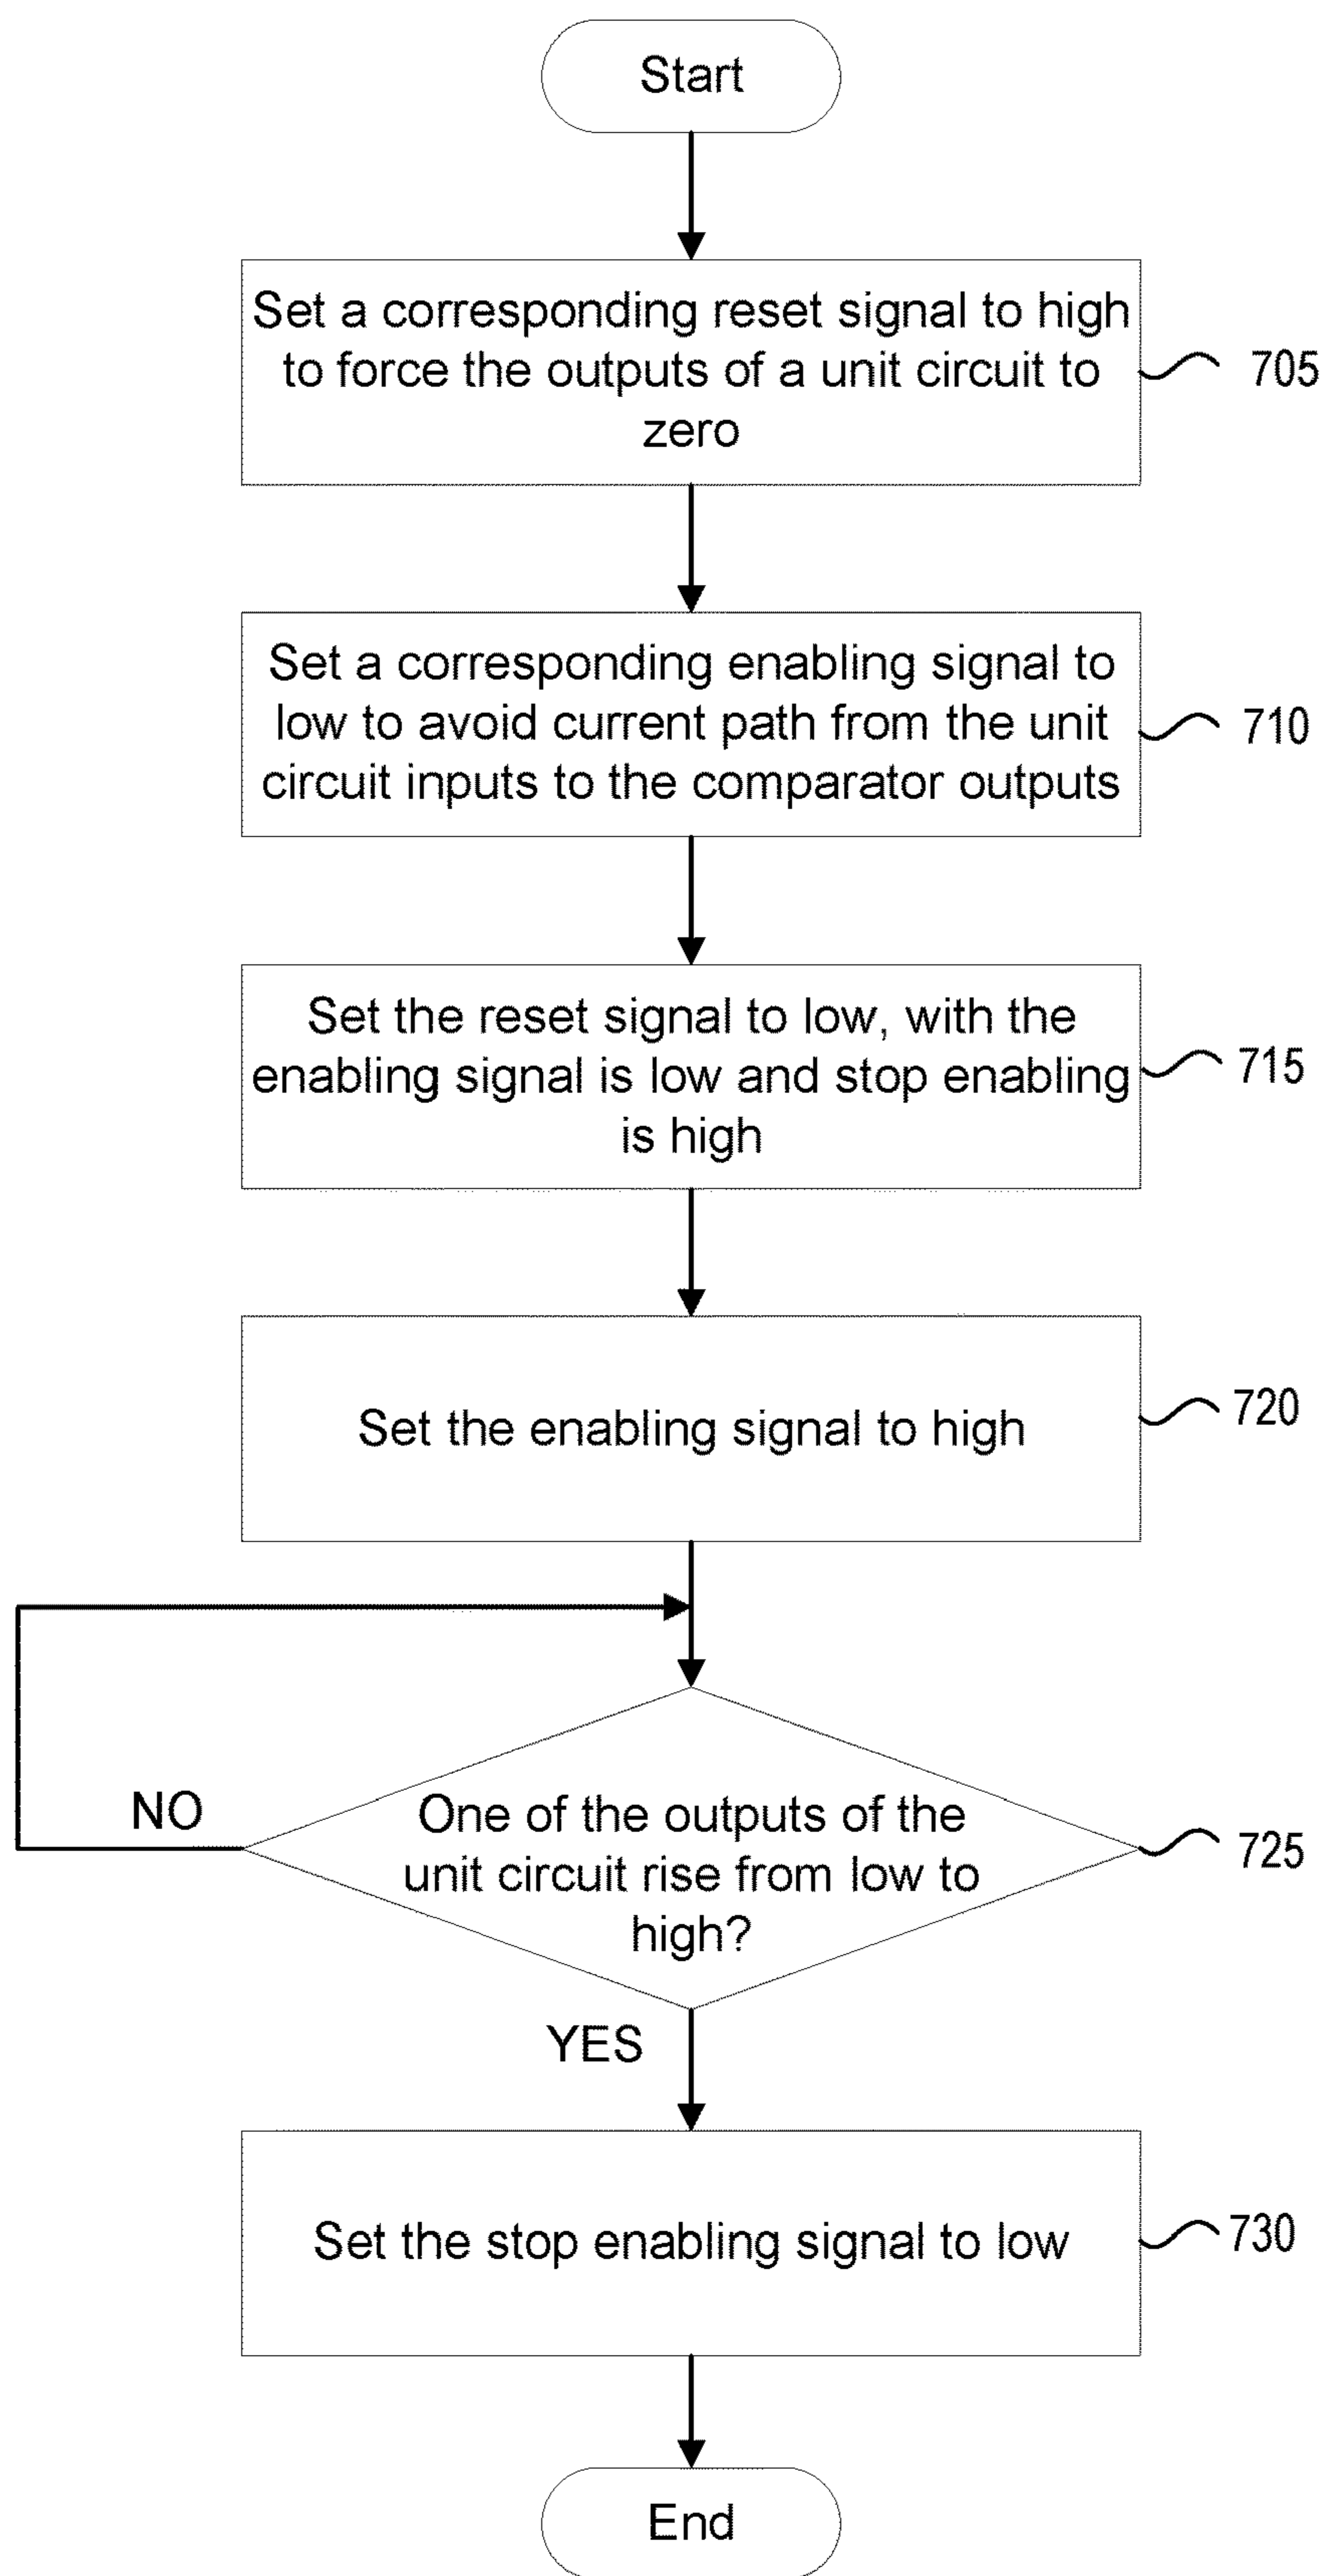 Start
Set a corresponding reset signal to high
to force the outputs of a unit circuit to
zero
705
Set a corresponding enabling signal to
low to avoid current path from the unit
circuit inputs to the comparator outputs
710
Set the reset signal to low, with the
enabling signal is low and stop enabling
is high
715
Set the enabling signal to high
720
NO
One of the outputs of the
unit circuit rise from low to
high?
725
YES
Set the stop enabling signal to low
730
End